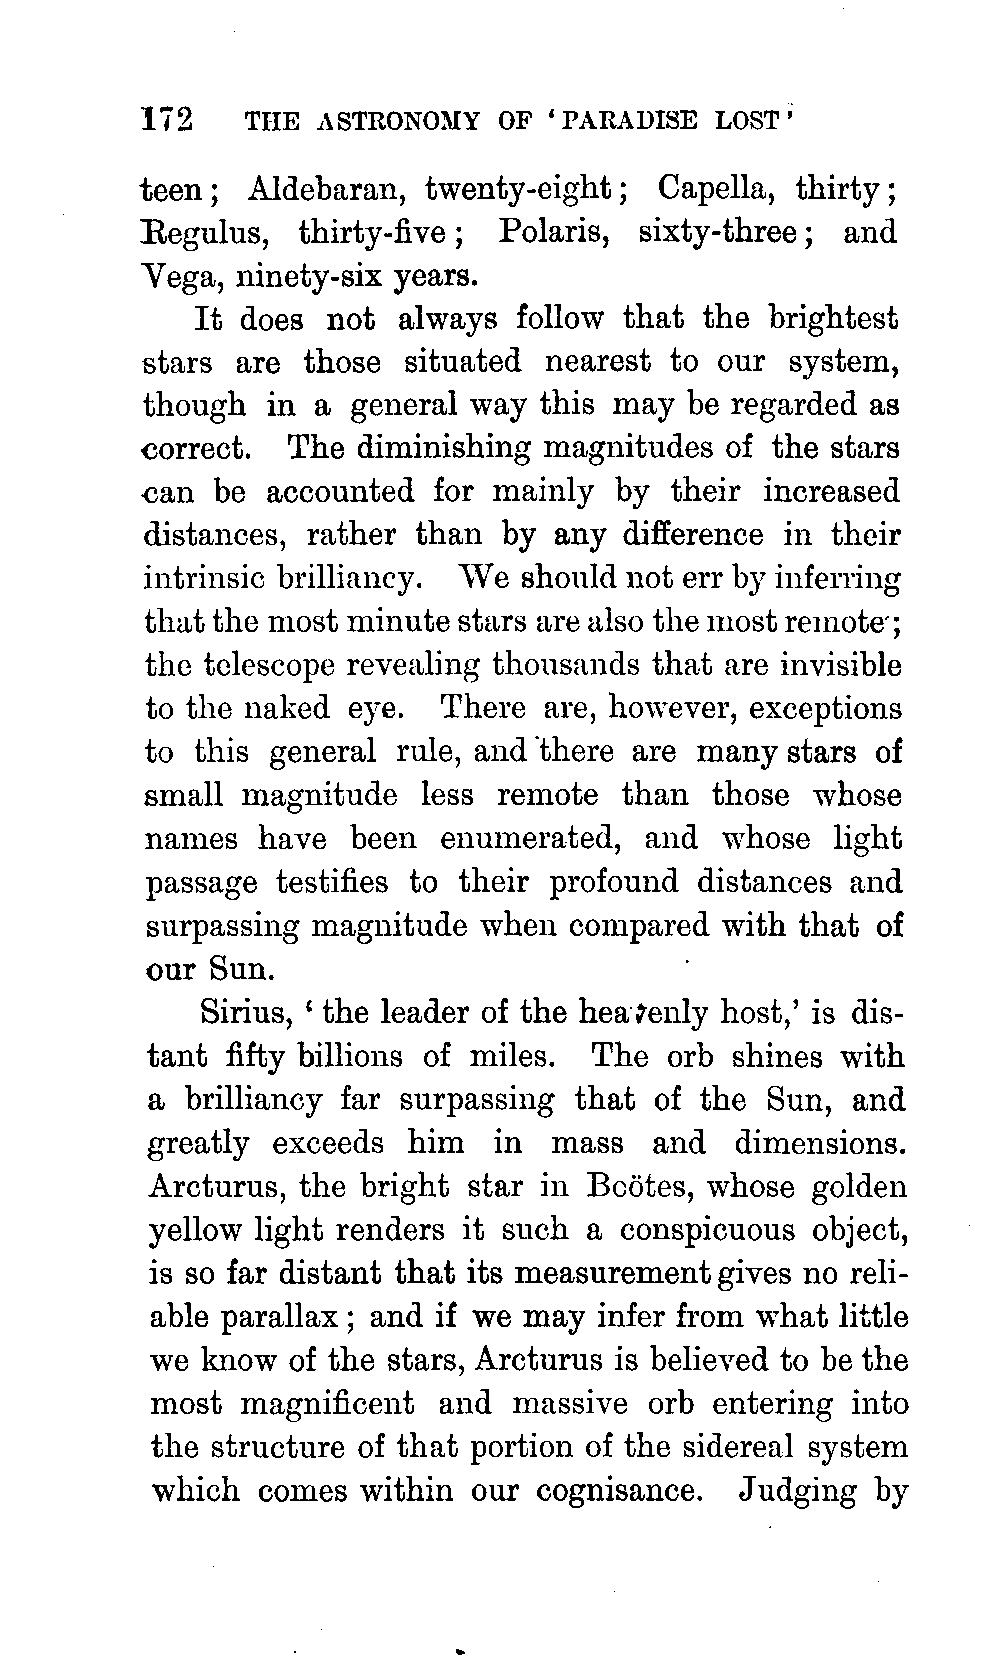 172 THE ASTRONOMY OF 'PARADISE LOST'
teen; Aldebaran, twenty-eight; Capella, thirty;
Regulus, thirty-five; Polaris, sixty-three; and
Vega, ninety-six years.
It does not always follow that the brightest
stars are those situated nearest to our system,
though in a general way this may be regarded as
correct. The diminishing magnitudes of the stars
can be accounted for mainly by their increased
distances, rather than by any difference in their
intrinsic brilliancy. We should not err by inferring
that the most minute stars are also the most remote;
the telescope revealing thousands that are invisible
to the naked eye. There are, however, exceptions
to this general rule, and there are many stars of
small magnitude less remote than those whose
names have been enumerated, and whose light
passage testifies to their profound distances and
surpassing magnitude when compared with that of
our Sun.
Sirius, 'the leader of the heavenly host,' is dis-
tant fifty billions of miles. The orb shines with
a brilliancy far surpassing that of the Sun, and
greatly exceeds him in mass and dimensions.
Arcturus, the bright star in Boötes, whose golden
yellow light renders it such a conspicuous object,
is so far distant that its measurement gives no reli-
able parallax; and if we may infer from what little
we know of the stars, Arcturus is believed to be the
most magnificent and massive orb entering into
the structure of that portion of the sidereal system
which comes within our cognisance. Judging by